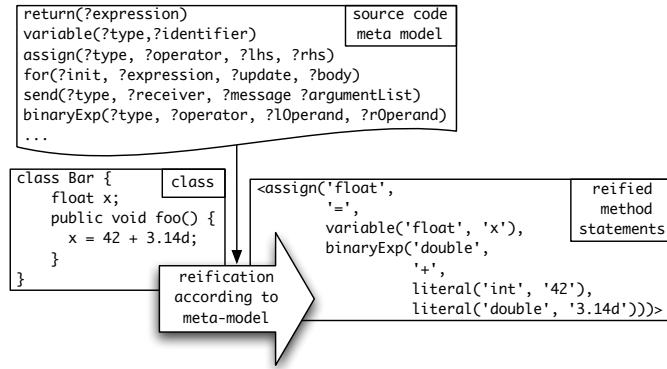 return(?expression)
variable(?type,?identifier)
assign(?type, ?operator, ?lhs, ?rhs)
for(?init, ?expression, ?update, ?body)
send(?type, ?receiver, ?message ?argumentList)
binaryExp(?type, ?operator, ?lOperand, ?rOperand)
...
source code
meta model
class Bar {
float x;
public void foo() {
x = 42 + 3.14d;
}
}
class
reification
according to
meta-model
<assign('float',
'=',
variable('float', 'x'),
binaryExp('double',
'+',
literal('int', '42'),
literal('double', '3.14d')))>
reified
method
statements